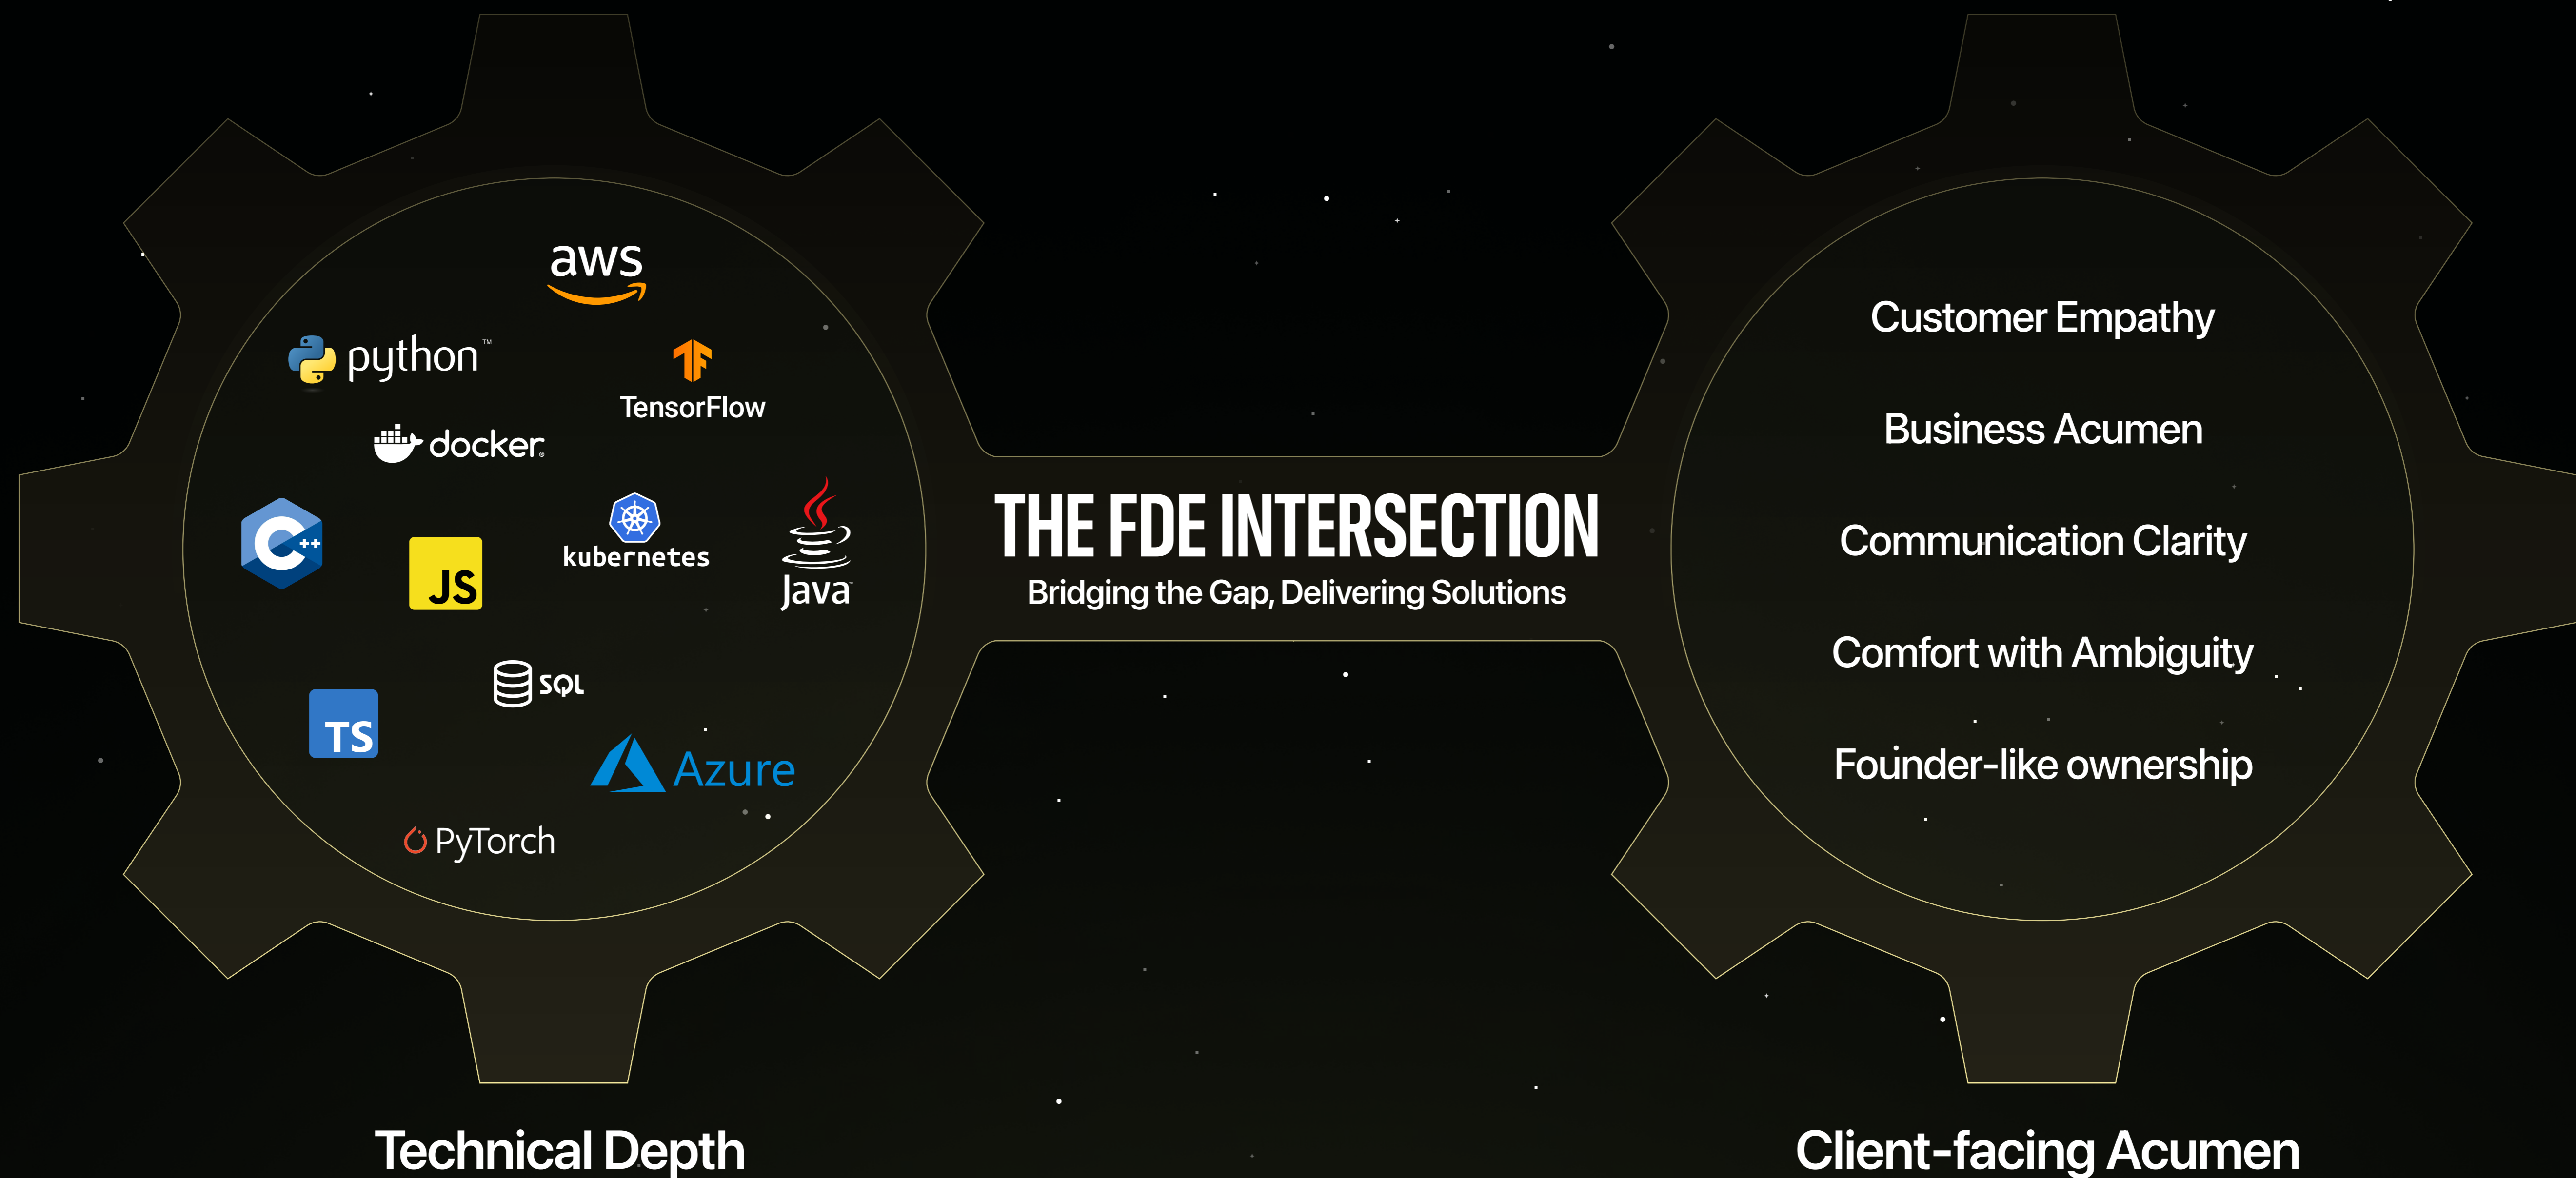 aws
python™
TensorFlow
docker®
C++
JS
kubernetes
Java™
SQL
TS
Azure
PyTorch
THE FDE INTERSECTION
Bridging the Gap, Delivering Solutions
Customer Empathy
Business Acumen
Communication Clarity
Comfort with Ambiguity
Founder-like ownership
Technical Depth
Client-facing Acumen